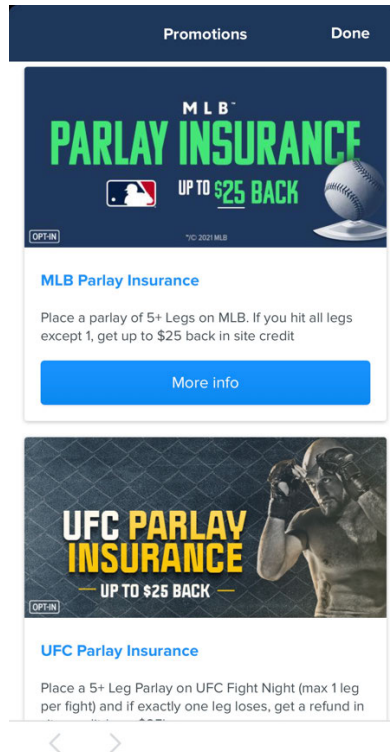 Promotions Done
MLB™
PARLAY INSURANCE
UP TO $25 BACK
OPT-IN
™/© 2021 MLB
MLB Parlay Insurance
Place a parlay of 5+ Legs on MLB. If you hit all legs
except 1, get up to $25 back in site credit
More info
UFC PARLAY
INSURANCE
UP TO $25 BACK
OPT-IN
UFC Parlay Insurance
Place a 5+ Leg Parlay on UFC Fight Night (max 1 leg
per fight) and if exactly one leg loses, get a refund in